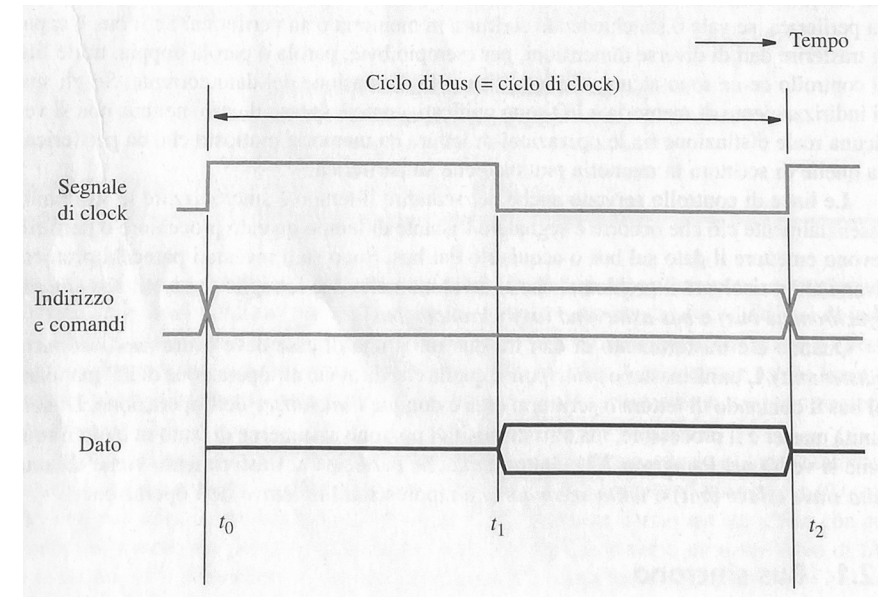 Tempo
Ciclo di bus (= ciclo di clock)
Segnale
di clock
Indirizzo
e comandi
Dato
t0
t1
t2